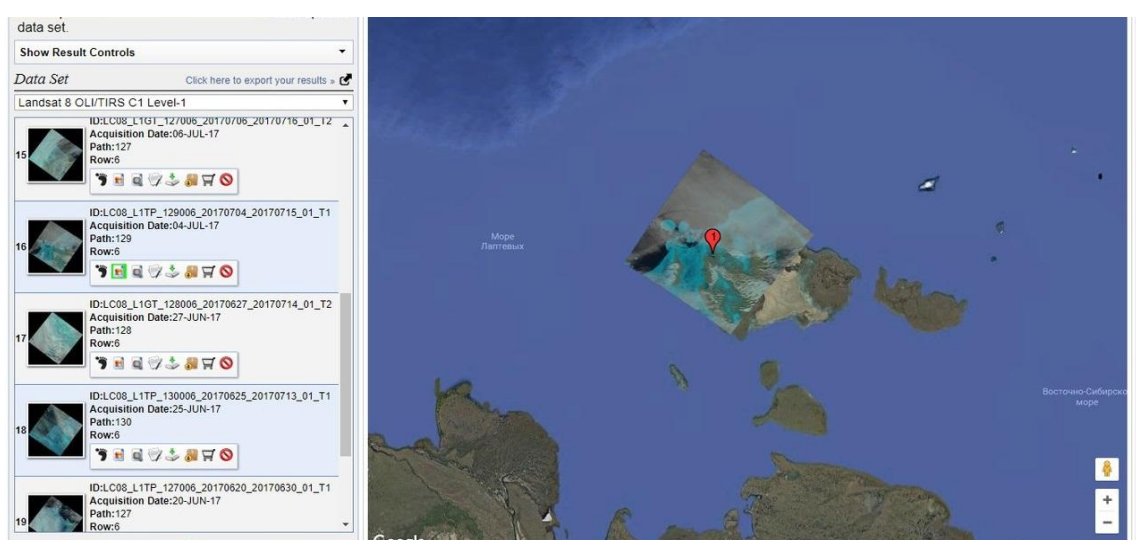 data set.
Show Result Controls
Data Set
Click here to export your results »
Landsat 8 OLI/TIRS C1 Level-1
15
ID:LC08_L1GT_127006_20170706_20170716_01_T2
Acquisition Date:06-JUL-17
Path:127
Row:6
16
ID:LC08_L1TP_129006_20170704_20170715_01_T1
Acquisition Date:04-JUL-17
Path:129
Row:6
17
ID:LC08_L1GT_128006_20170627_20170714_01_T2
Acquisition Date:27-JUN-17
Path:128
Row:6
18
ID:LC08_L1TP_130006_20170625_20170713_01_T1
Acquisition Date:25-JUN-17
Path:130
Row:6
19
ID:LC08_L1TP_127006_20170620_20170630_01_T1
Acquisition Date:20-JUN-17
Path:127
Row:6
Море
Лаптевых
1
Восточно-Сибирско
море
+
−
Google